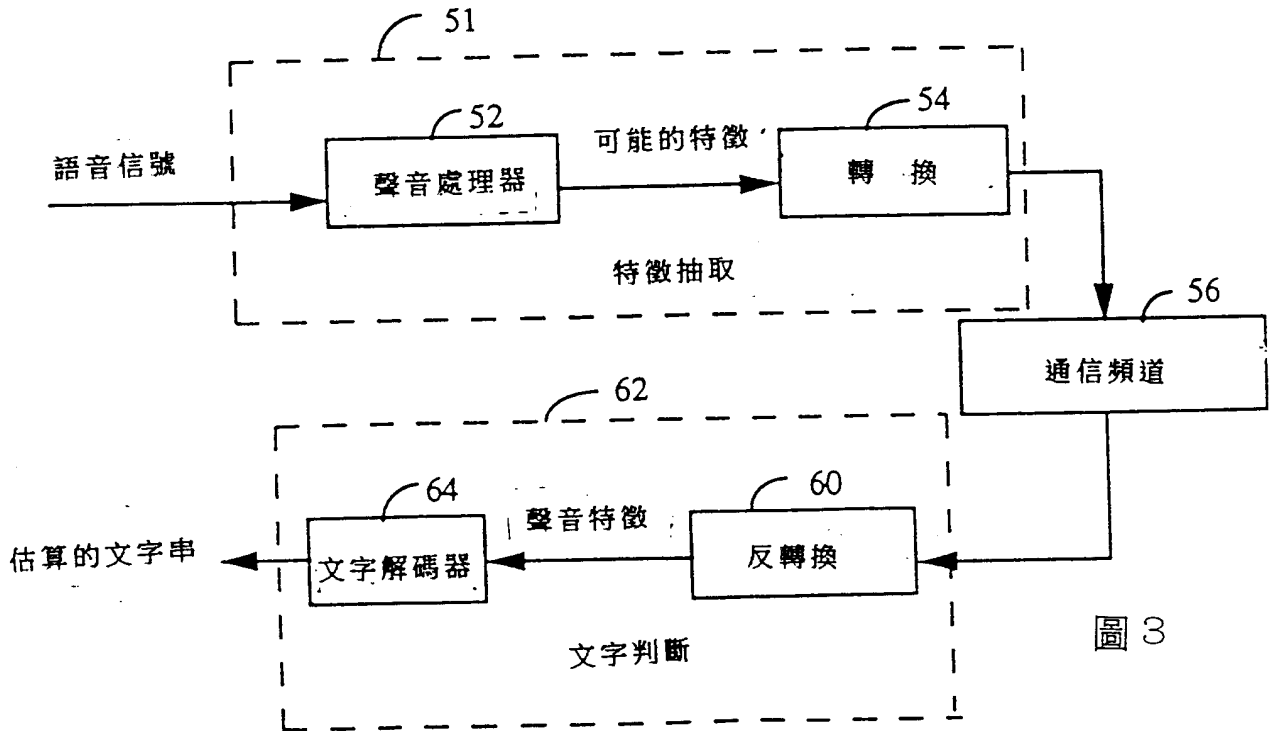 51
52
54
語音信號
聲音處理器
可能的特徵
轉 換
特徵抽取
56
通信頻道
62
64
60
聲音特徵
估算的文字串
文字解碼器
反轉換
文字判斷
圖3